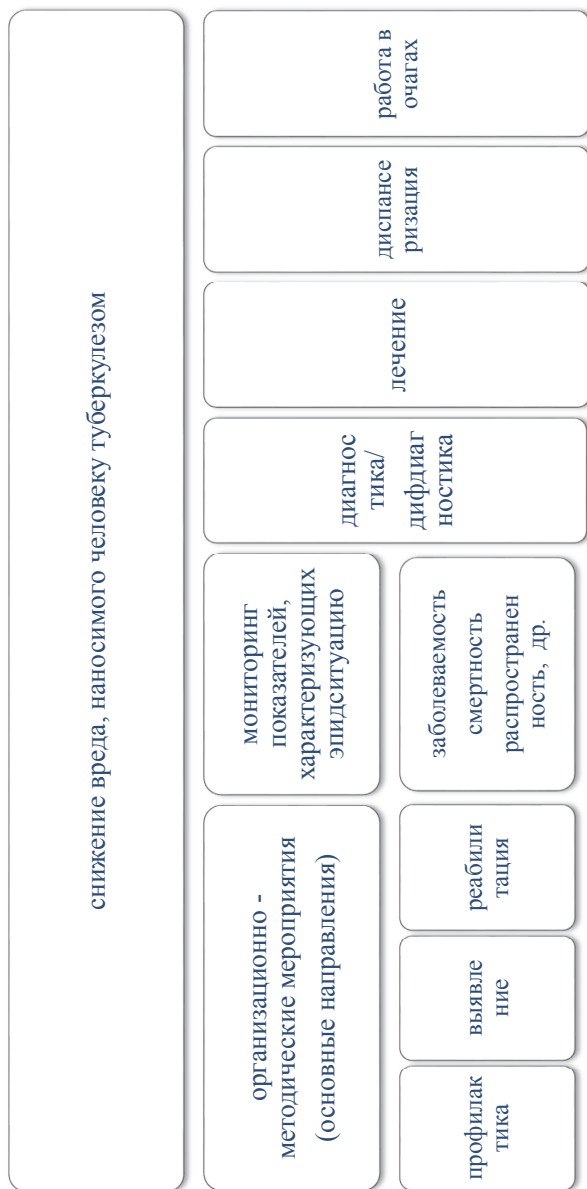 снижение вреда, наносимого человеку туберкулезом
организационно -
методические мероприятия
(основные направления)
мониторинг
показателей,
характеризующих
эпидситуацию
диагнос
тика/
дифдиаг
ностика
лечение
диспансе
ризация
работа в
очагах
профилак
тика
выявле
ние
реабили
тация
заболеваемость
смертность
распространен
ность, др.